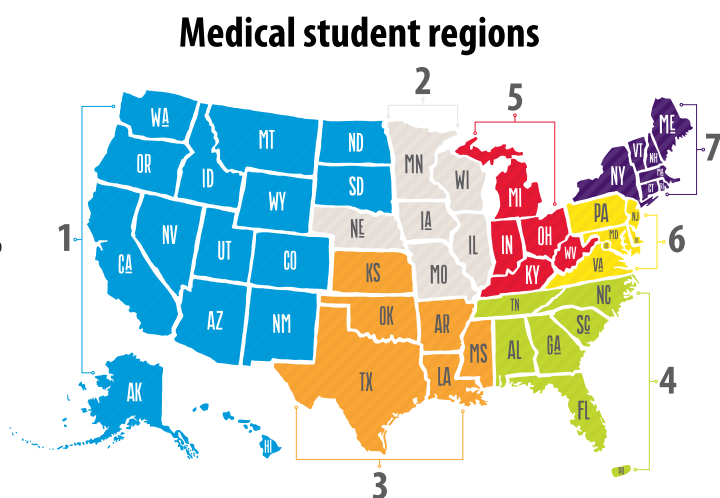 Medical student regions
2
5
1
7
6
4
3
WA
OR
CA
NV
ID
MT
WY
UT
CO
AZ
NM
AK
HI
ND
SD
NE
MN
IA
WI
IL
MO
KS
OK
TX
AR
LA
MS
MI
IN
OH
KY
WV
TN
NC
SC
GA
AL
FL
PR
PA
NJ
MD
DE
DC
VA
ME
VT
NH
NY
MA
CT